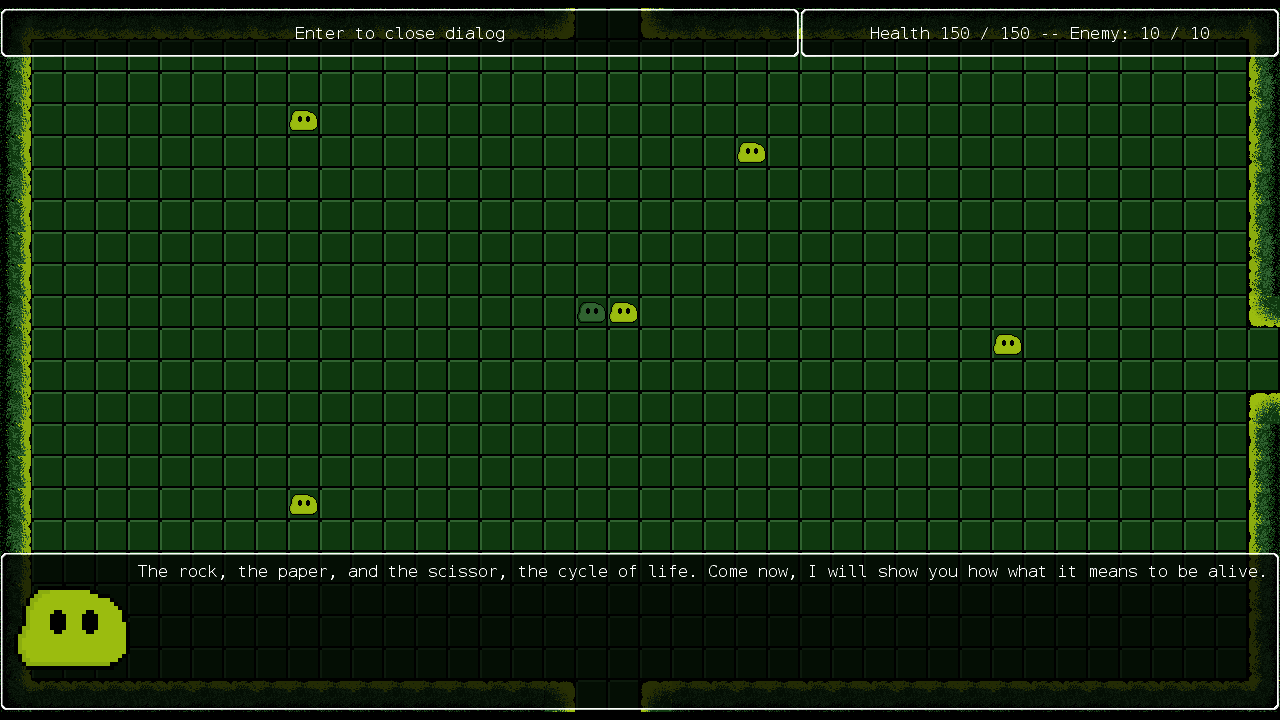 Enter to close dialog
Health 150 / 150 -- Enemy: 10 / 10
The rock, the paper, and the scissor, the cycle of life. Come now, I will show you how what it means to be alive.